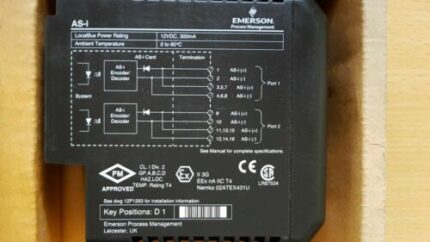 AS-i
EMERSON
Process Management
LocalBus Power Rating 12VDC, 300mA
Ambient Temperature 0 to 60°C
AS-i Card Termination
AS-i
Encoder/
Decoder
1 AS-i (+)
2 AS-i (-)
3,5,7 AS-i (+)
4,6,8 AS-i (-)
Port 1
System
AS-i
Encoder/
Decoder
9 AS-i (+)
10 AS-i (-)
11,13,15 AS-i (+)
12,14,16 AS-i (-)
Port 2
See Manual for complete specifications.
FM
APPROVED
CL. I Div. 2
GP. A,B,C,D
HAZ. LOC.
TEMP. Rating T4
Ex
II 3G
EEx nA IIC T4
Nemko 02ATEX431U
CE
LR67534
See dwg 12P1293 for installation information
Key Positions: D 1
Emerson Process Management
Leicester, UK